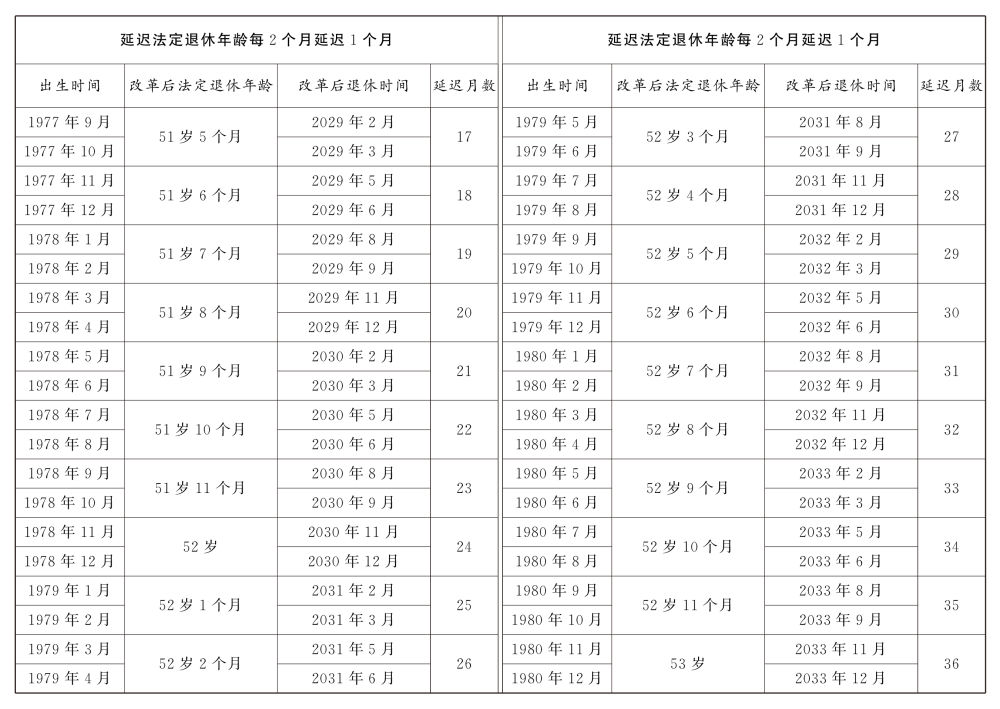 延迟法定退休年龄每2个月延迟1个月
出生时间 改革后法定退休年龄 改革后退休时间 延迟月数
1977年9月 51岁5个月 2029年2月 17
1977年10月 2029年3月
1977年11月 51岁6个月 2029年5月 18
1977年12月 2029年6月
1978年1月 51岁7个月 2029年8月 19
1978年2月 2029年9月
1978年3月 51岁8个月 2029年11月 20
1978年4月 2029年12月
1978年5月 51岁9个月 2030年2月 21
1978年6月 2030年3月
1978年7月 51岁10个月 2030年5月 22
1978年8月 2030年6月
1978年9月 51岁11个月 2030年8月 23
1978年10月 2030年9月
1978年11月 52岁 2030年11月 24
1978年12月 2030年12月
1979年1月 52岁1个月 2031年2月 25
1979年2月 2031年3月
1979年3月 52岁2个月 2031年5月 26
1979年4月 2031年6月
延迟法定退休年龄每2个月延迟1个月
出生时间 改革后法定退休年龄 改革后退休时间 延迟月数
1979年5月 52岁3个月 2031年8月 27
1979年6月 2031年9月
1979年7月 52岁4个月 2031年11月 28
1979年8月 2031年12月
1979年9月 52岁5个月 2032年2月 29
1979年10月 2032年3月
1979年11月 52岁6个月 2032年5月 30
1979年12月 2032年6月
1980年1月 52岁7个月 2032年8月 31
1980年2月 2032年9月
1980年3月 52岁8个月 2032年11月 32
1980年4月 2032年12月
1980年5月 52岁9个月 2033年2月 33
1980年6月 2033年3月
1980年7月 52岁10个月 2033年5月 34
1980年8月 2033年6月
1980年9月 52岁11个月 2033年8月 35
1980年10月 2033年9月
1980年11月 53岁 2033年11月 36
1980年12月 2033年12月